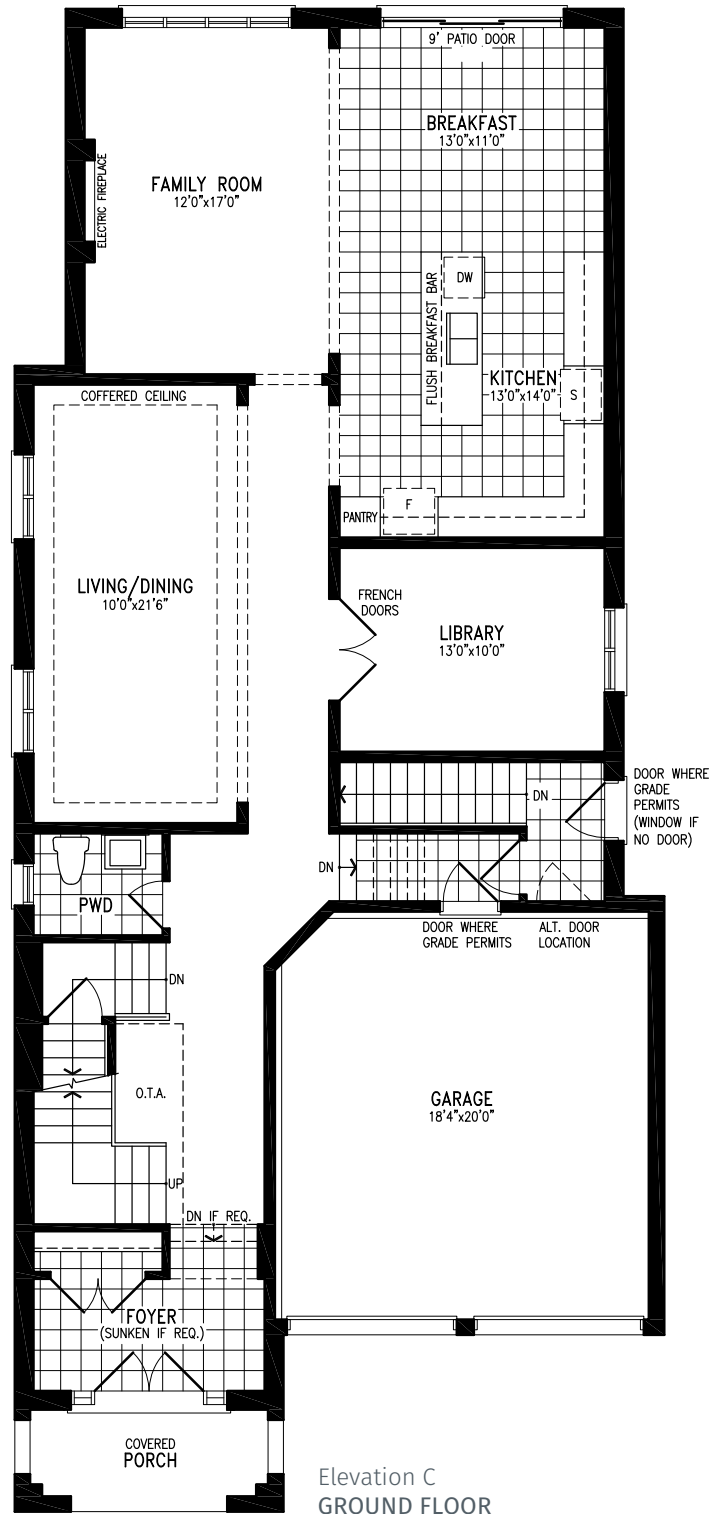 9' PATIO DOOR
BREAKFAST
13'0"x11'0"
FAMILY ROOM
12'0"x17'0"
ELECTRIC FIREPLACE
DW
FLUSH BREAKFAST BAR
KITCHEN
13'0"x14'0"
S
COFFERED CEILING
F
PANTRY
LIVING/DINING
10'0"x21'6"
FRENCH
DOORS
LIBRARY
13'0"x10'0"
DN
DOOR WHERE
GRADE
PERMITS
(WINDOW IF
NO DOOR)
DN
PWD
DOOR WHERE
GRADE PERMITS
ALT. DOOR
LOCATION
DN
O.T.A.
GARAGE
18'4"x20'0"
UP
DN IF REQ.
FOYER
(SUNKEN IF REQ.)
COVERED
PORCH
Elevation C
GROUND FLOOR